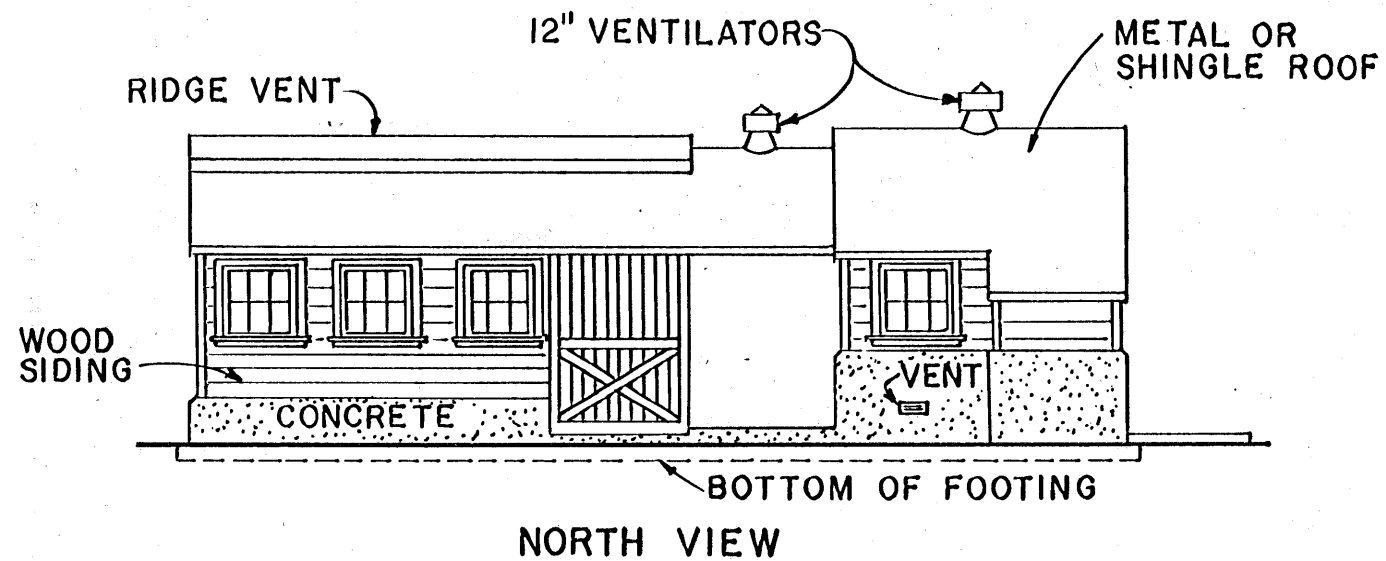 12" VENTILATORS
METAL OR
SHINGLE ROOF
RIDGE VENT
WOOD
SIDING
VENT
CONCRETE
BOTTOM OF FOOTING
NORTH VIEW